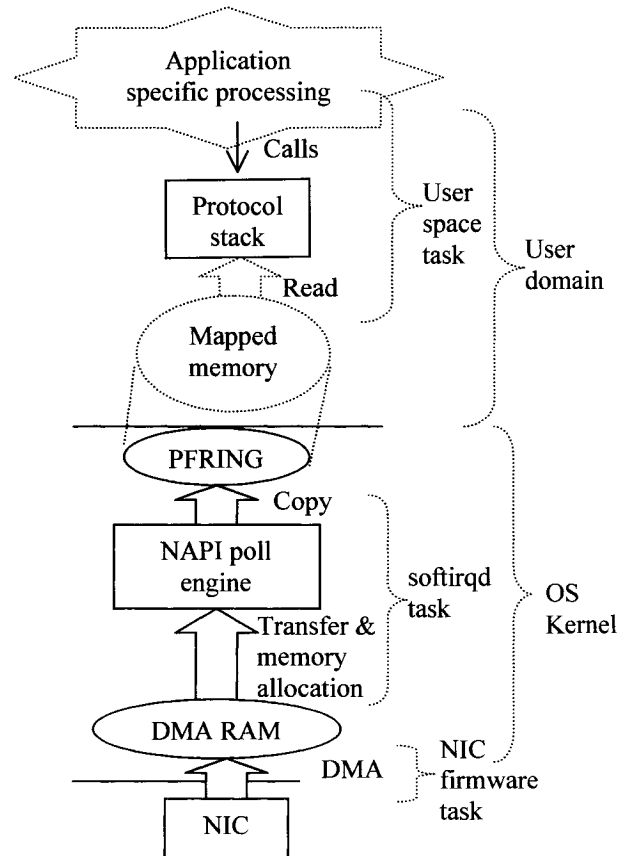 Application
specific processing
Calls
Protocol
stack
User
space
task
User
domain
Read
Mapped
memory
PFRING
Copy
NAPI poll
engine
softirqd
task
OS
Kernel
Transfer &
memory
allocation
DMA RAM
DMA
NIC
firmware
task
NIC